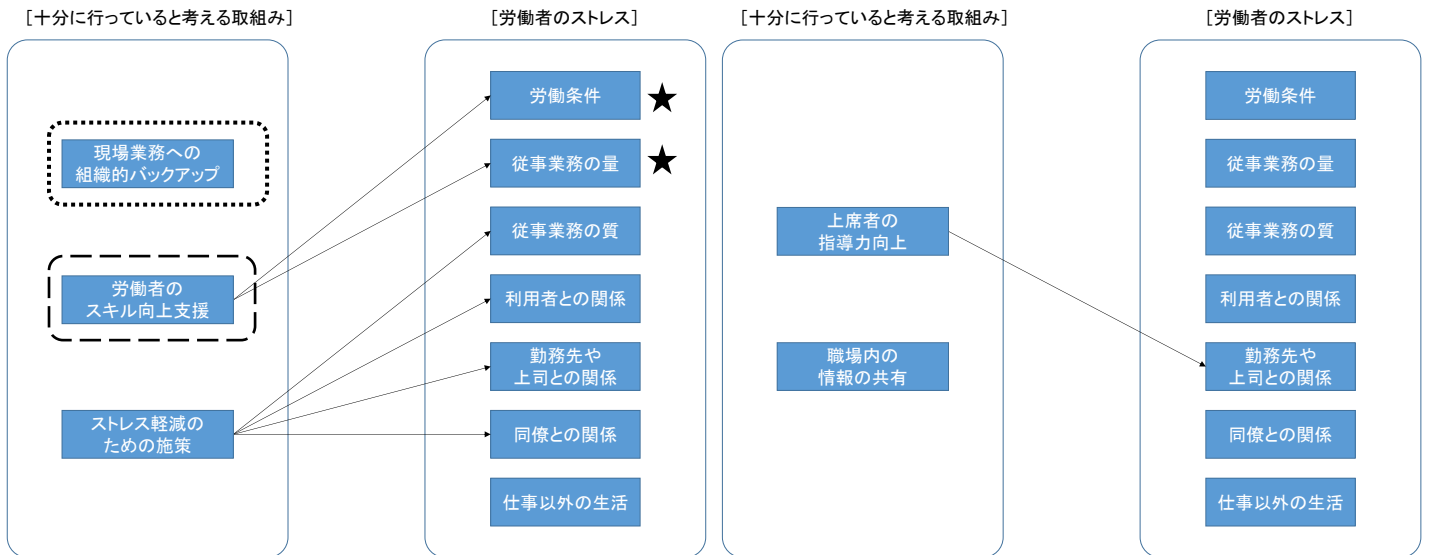 [十分に行っていると考える取組み]
[労働者のストレス]
[十分に行っていると考える取組み]
[労働者のストレス]
現場業務への
組織的バックアップ
労働者の
スキル向上支援
ストレス軽減の
ための施策
労働条件
従事業務の量
従事業務の質
利用者との関係
勤務先や
上司との関係
同僚との関係
仕事以外の生活
上席者の
指導力向上
職場内の
情報の共有
労働条件
従事業務の量
従事業務の質
利用者との関係
勤務先や
上司との関係
同僚との関係
仕事以外の生活